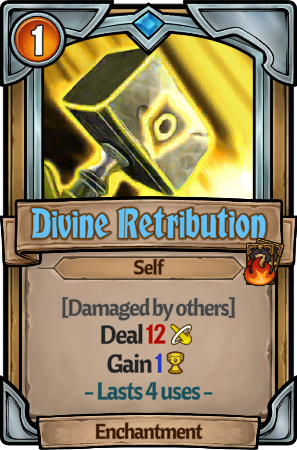 1
Divine Retribution
Self
[Damaged by others]
Deal 12
Gain 1
- Lasts 4 uses -
Enchantment